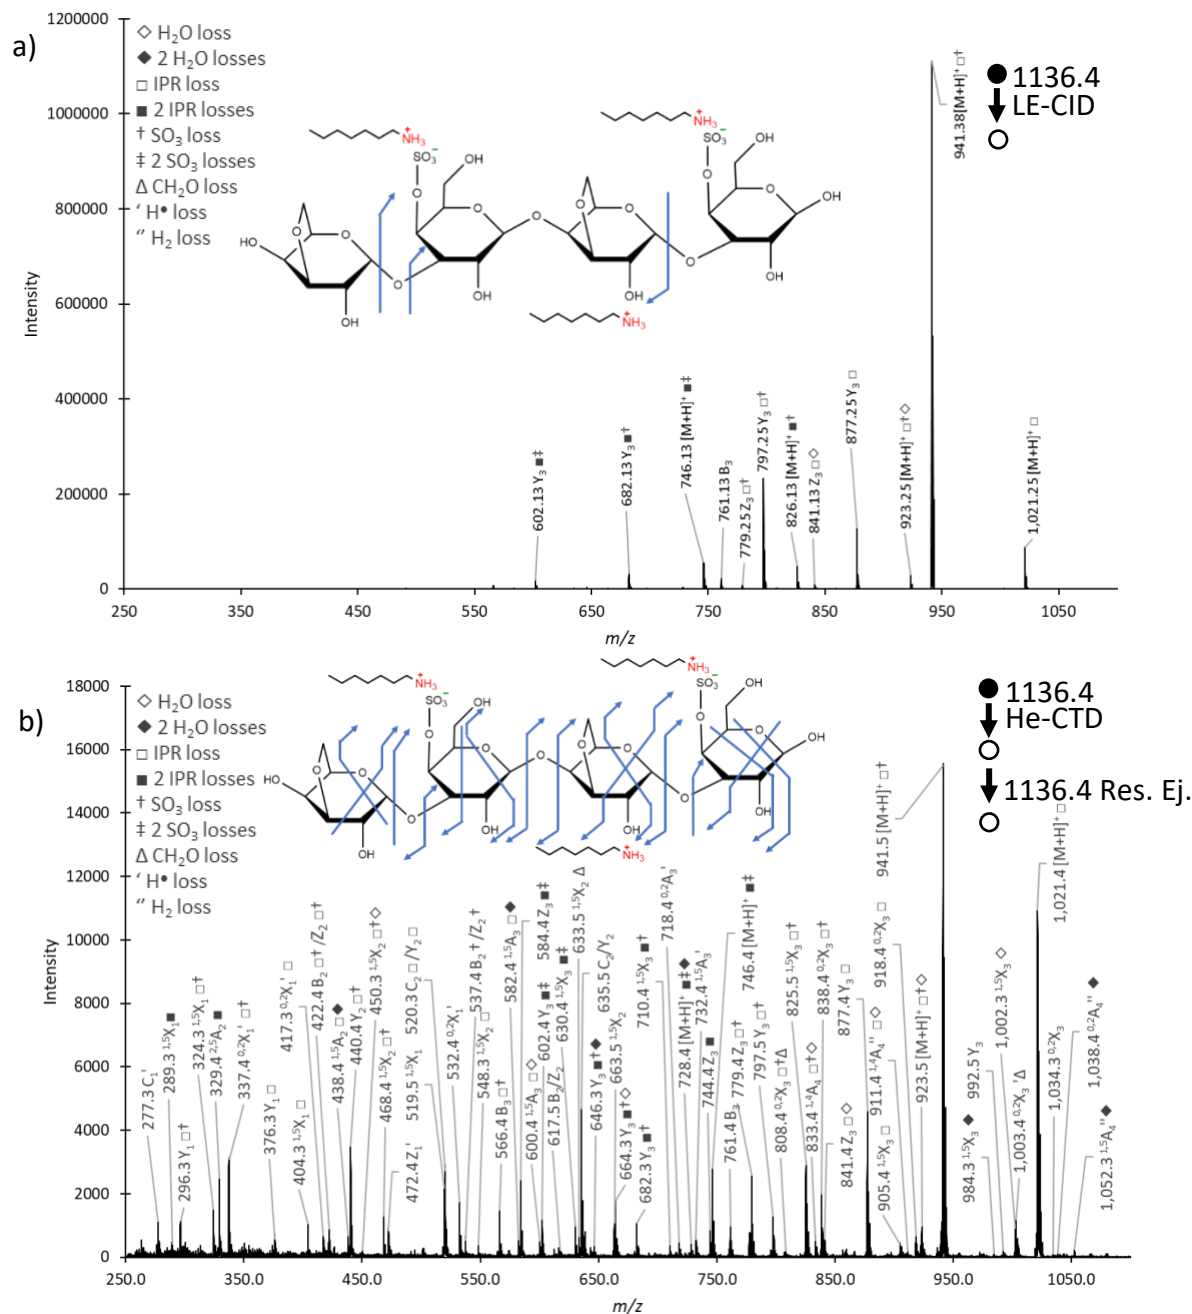 a)
◇ H2O loss
◆ 2 H2O losses
□ IPR loss
■ 2 IPR losses
† SO3 loss
‡ 2 SO3 losses
Δ CH2O loss
‘ H• loss
“ H2 loss
1136.4
LE-CID
Intensity
1200000
1000000
800000
600000
400000
200000
0
250
350
450
550
650
750
850
950
1050
m/z
602.13 Y3 ■‡
682.13 Y3 ■†
746.13 [M+H]+ ■‡
761.13 B3
779.25 Z3 □†
797.25 Y3 □†
826.13 [M+H]+ ■†
841.13 Z3 □◇
877.25 Y3 □
923.25 [M+H]+ □†◇
941.38 [M+H]+ □†
1,021.25 [M+H]+ □
NH3
+
SO3
−
O
OH
HO
b)
◇ H2O loss
◆ 2 H2O losses
□ IPR loss
■ 2 IPR losses
† SO3 loss
‡ 2 SO3 losses
Δ CH2O loss
‘ H• loss
“ H2 loss
1136.4
He-CTD
1136.4 Res. Ej.
Intensity
18000
16000
14000
12000
10000
8000
6000
4000
2000
0
250.0
350.0
450.0
550.0
650.0
750.0
850.0
950.0
1050.0
m/z
277.3 C1'
289.3 1,5X1 ■
296.3 Y1 □†
324.3 1,5X1 □†
329.4 2,5A2 ■
337.4 0,2X1' □†
376.3 Y1 □
404.3 1,5X1 □
417.3 0,2X1' □
422.4 B2 □†/Z2 □†
438.4 1,5A2 □◆
440.4 Y2 □†
450.3 1,5X2 □†◇
468.4 1,5X2 □†
472.4 Z1'
519.5 1,5X1
520.3 C2 □/Y2 □
532.4 0,2X1'
537.4 B2 †/Z2 †
548.3 1,5X2 □
566.4 B3 □†
582.4 1,5A3 □◆
584.4 Z3 ■‡
600.4 1,5A3 □◇
602.4 Y3 ■‡
617.5 B2/Z2
630.4 1,5X3 ■‡
633.5 1,5X2 Δ
635.5 C2/Y2
646.3 Y3 ■†◆
663.5 1,5X2
664.3 Y3 ■†◇
682.3 Y3 ■†
710.4 1,5X3 ■†
718.4 0,2A3'
728.4 [M+H]+ ■‡◆
732.4 1,5A3'
744.4 Z3 ■
746.4 [M+H]+ ■‡
761.4 B3
779.4 Z3 □†
797.5 Y3 □†
808.4 0,2X3 □†Δ
825.5 1,5X3 □†
833.4 1,4A4 □†◇
838.4 0,2X3 □†
841.4 Z3 □◇
877.4 Y3 □
905.4 1,5X3 □
911.4 1,4A4" □◇
918.4 0,2X3 □
923.5 [M+H]+ □†◇
941.5 [M+H]+ □†
984.3 1,5X3 ◆
992.5 Y3
1,002.3 1,5X3 ◇
1,003.4 0,2X3 'Δ
1,021.4 [M+H]+ □
1,034.3 0,2X3
1,038.4 0,2A4" ◆
1,052.3 1,5A4" ◆